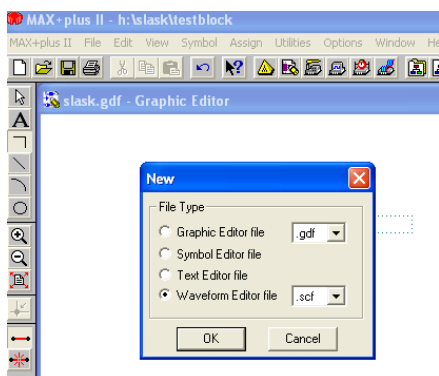 MAX+plus II - h:\slask\testblock
MAX+plus II File Edit View Symbol Assign Utilities Options Window
slask.gdf - Graphic Editor
A
New
File Type
Graphic Editor file .gdf
Symbol Editor file
Text Editor file
Waveform Editor file .scf
OK Cancel